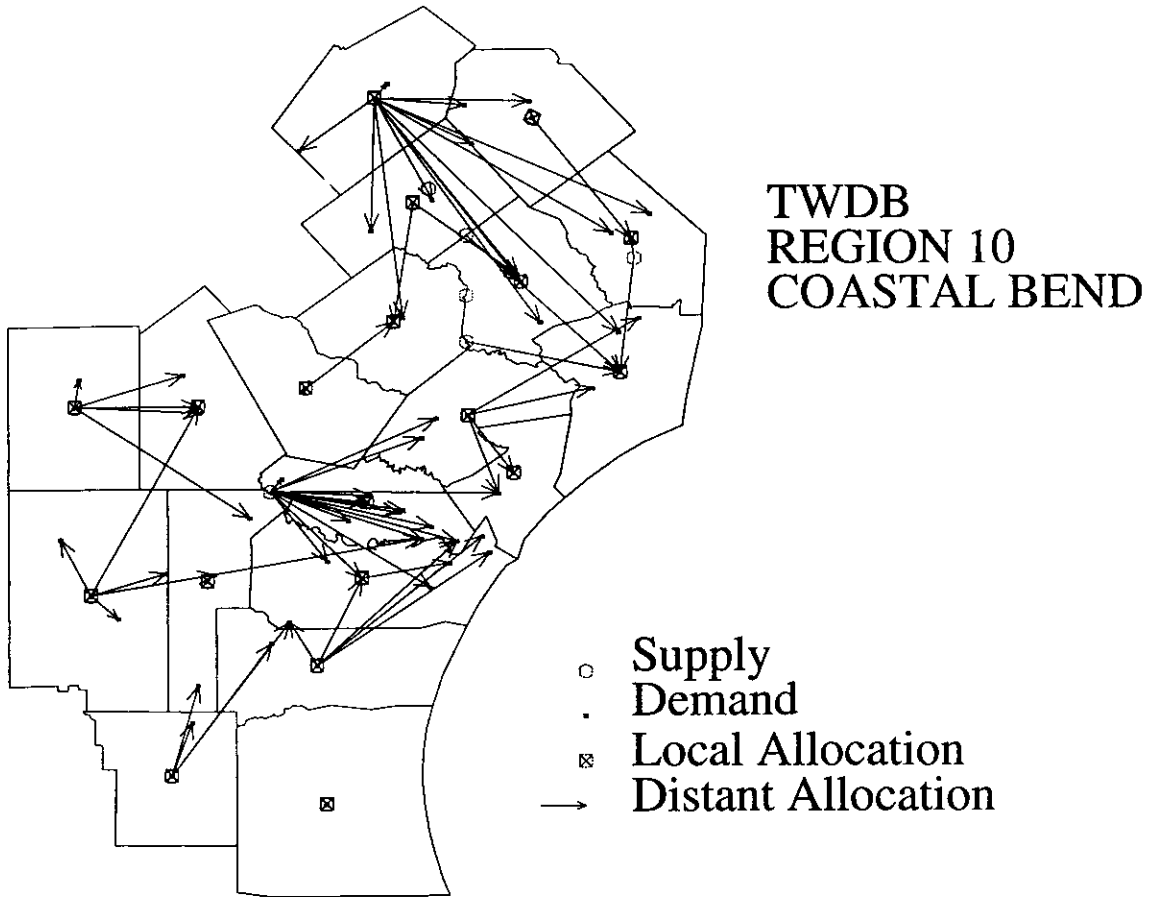 TWDB
REGION 10
COASTAL BEND
Supply
Demand
Local Allocation
Distant Allocation